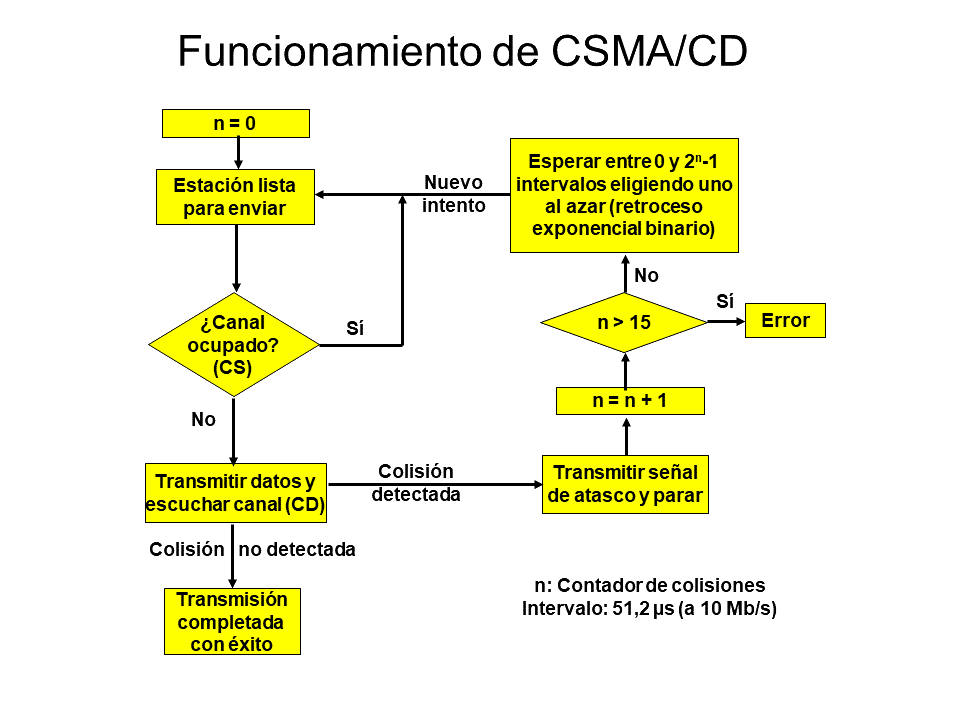 Funcionamiento de CSMA/CD
n = 0
Estación lista
para enviar
¿Canal
ocupado?
(CS)
Sí
No
Transmitir datos y
escuchar canal (CD)
Colisión no detectada
Transmisión
completada
con éxito
Colisión
detectada
Transmitir señal
de atasco y parar
n = n + 1
n > 15
Sí
Error
No
Esperar entre 0 y 2ⁿ-1
intervalos eligiendo uno
al azar (retroceso
exponencial binario)
Nuevo
intento
n: Contador de colisiones
Intervalo: 51,2 µs (a 10 Mb/s)